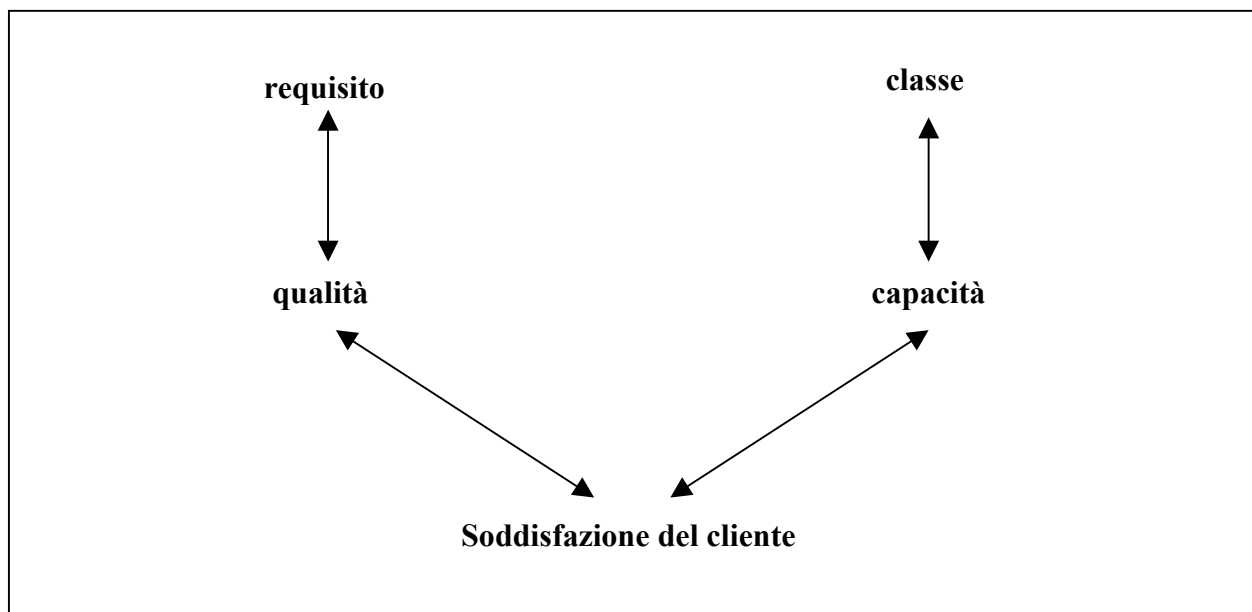 requisito
classe
qualità
capacità
Soddisfazione del cliente